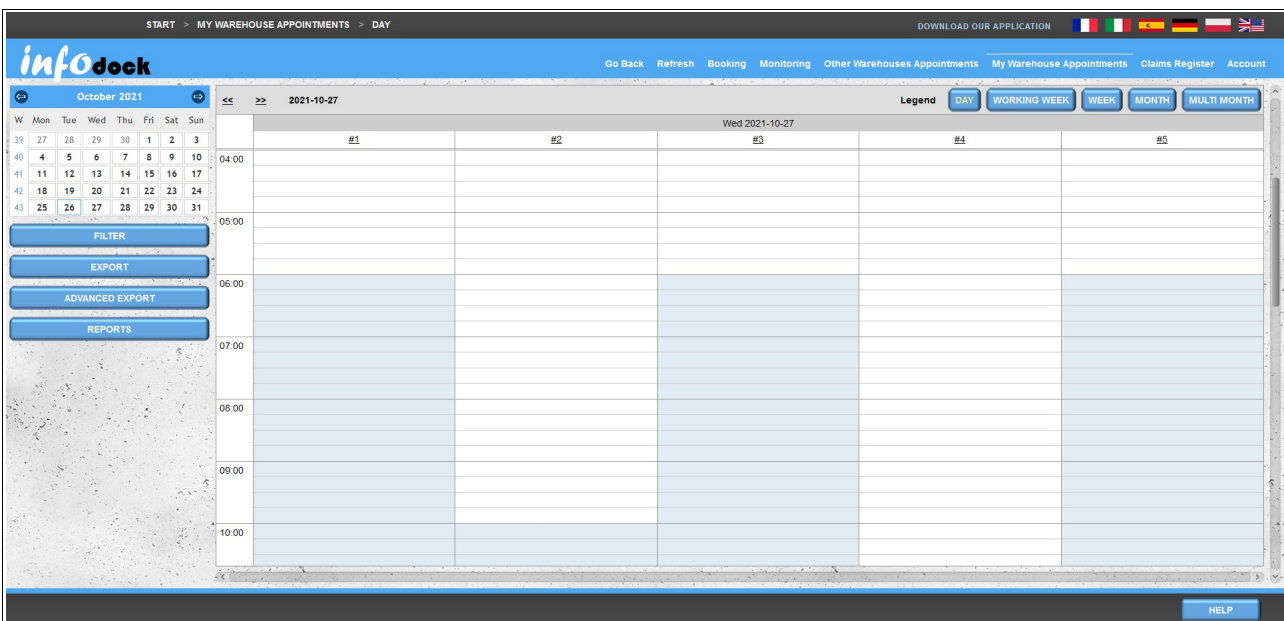 START > MY WAREHOUSE APPOINTMENTS > DAY
DOWNLOAD OUR APPLICATION
infodock
Go Back Refresh Booking Monitoring Other Warehouses Appointments My Warehouse Appointments Claims Register Account
October 2021
W Mon Tue Wed Thu Fri Sat Sun
39 27 28 29 30 1 2 3
40 4 5 6 7 8 9 10
41 11 12 13 14 15 16 17
42 18 19 20 21 22 23 24
43 25 26 27 28 29 30 31
FILTER
EXPORT
ADVANCED EXPORT
REPORTS
<< >> 2021-10-27
Legend DAY WORKING WEEK WEEK MONTH MULTI MONTH
Wed 2021-10-27
#1 #2 #3 #4 #5
04:00
05:00
06:00
07:00
08:00
09:00
10:00
HELP